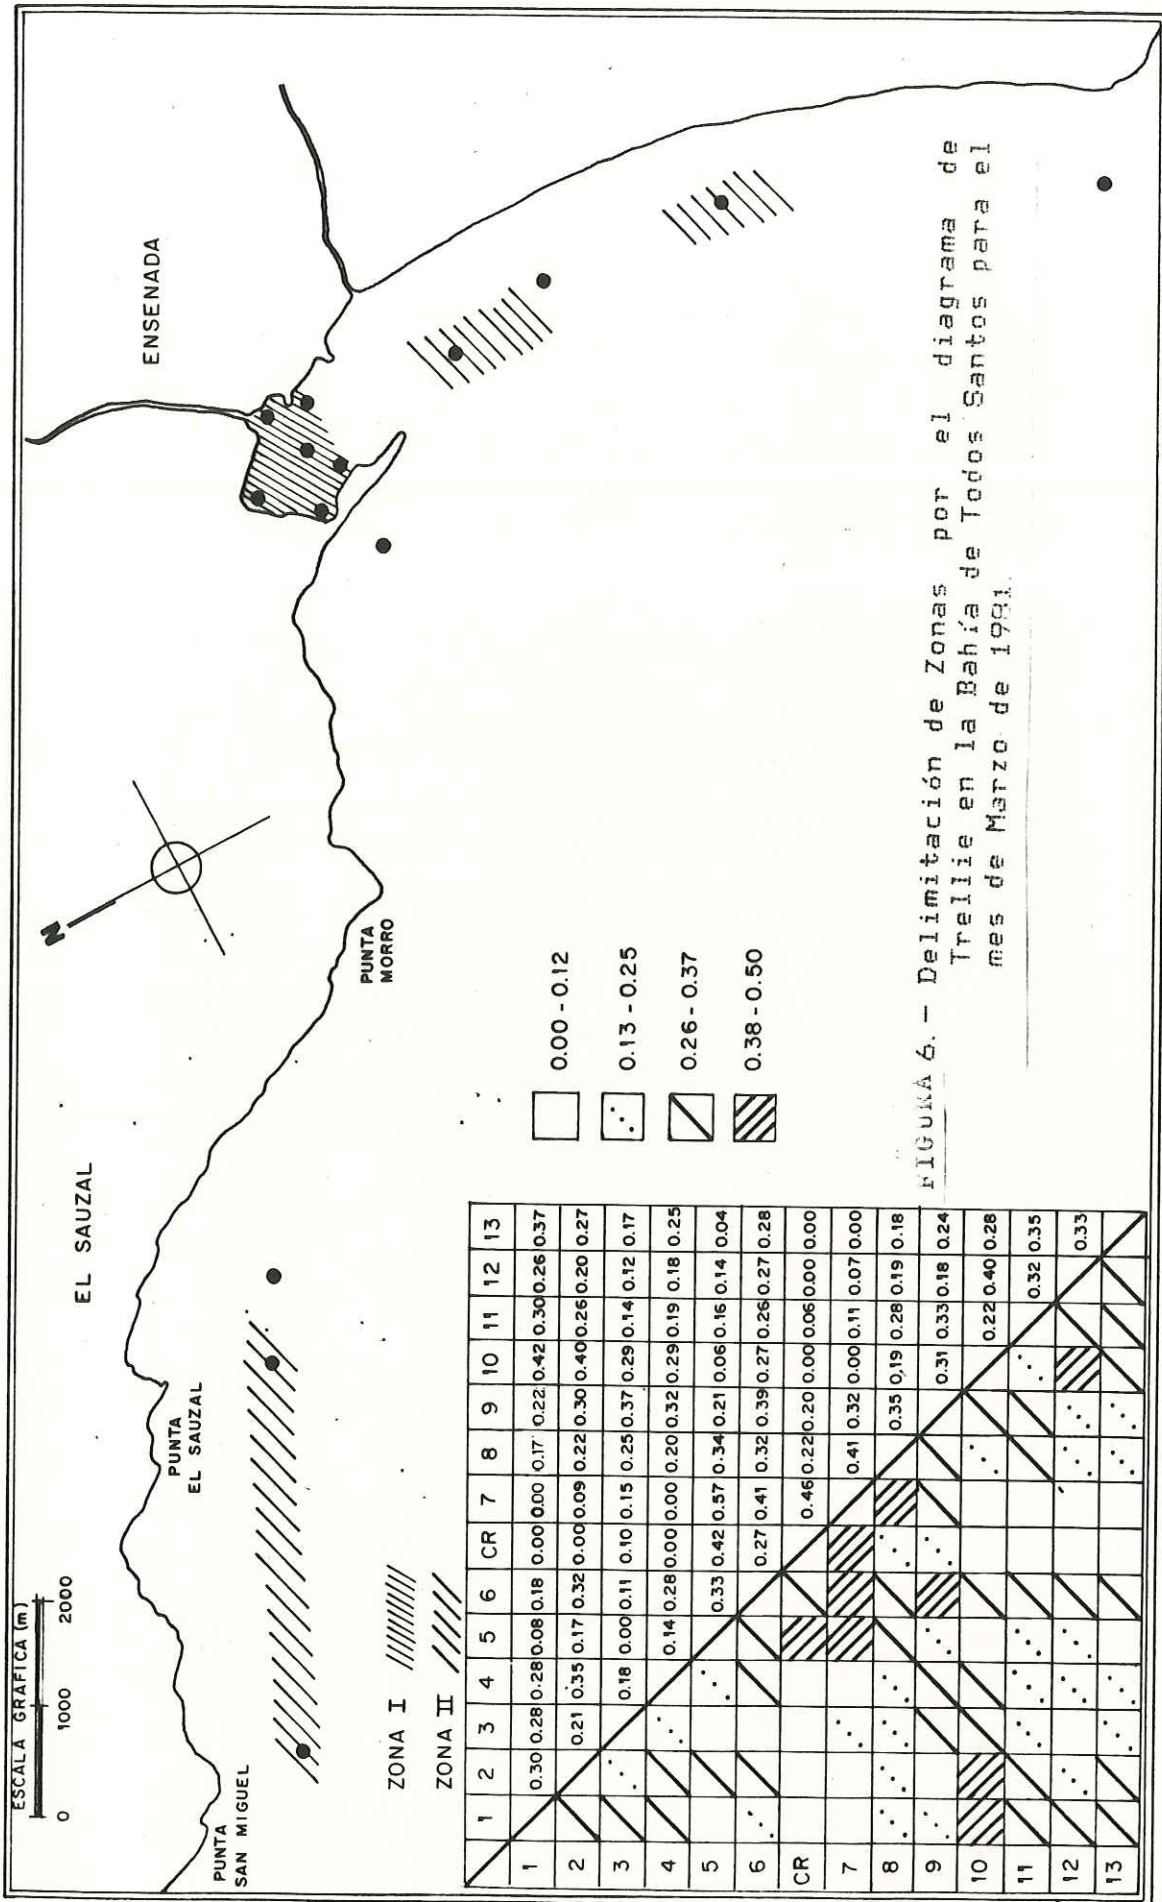 ESCALA GRAFICA (m)
0 1000 2000
PUNTA
SAN MIGUEL
PUNTA
EL SAUZAL
EL SAUZAL
N
PUNTA
MORRO
ENSENADA
ZONA I
ZONA II
0.00 - 0.12
0.13 - 0.25
0.26 - 0.37
0.38 - 0.50
1 2 3 4 5 6 CR 7 8 9 10 11 12 13
1 0.30 0.28 0.28 0.08 0.18 0.00 0.00 0.17 0.22 0.42 0.30 0.26 0.37
2 0.21 0.35 0.17 0.32 0.00 0.09 0.22 0.30 0.40 0.26 0.20 0.27
3 0.18 0.00 0.11 0.10 0.15 0.25 0.37 0.29 0.14 0.12 0.17
4 0.14 0.28 0.00 0.00 0.20 0.32 0.29 0.19 0.18 0.25
5 0.33 0.42 0.57 0.34 0.21 0.06 0.16 0.14 0.04
6 0.27 0.41 0.32 0.39 0.27 0.26 0.27 0.28
CR 0.46 0.22 0.20 0.00 0.06 0.00 0.00
7 0.41 0.32 0.00 0.11 0.07 0.00
8 0.35 0.19 0.28 0.19 0.18
9 0.31 0.33 0.18 0.24
10 0.22 0.40 0.28
11 0.32 0.35
12 0.33
13
FIGURA 6.- Delimitación de Zonas por el diagrama de
Trellie en la Bahía de Todos Santos para el
mes de Marzo de 1981.